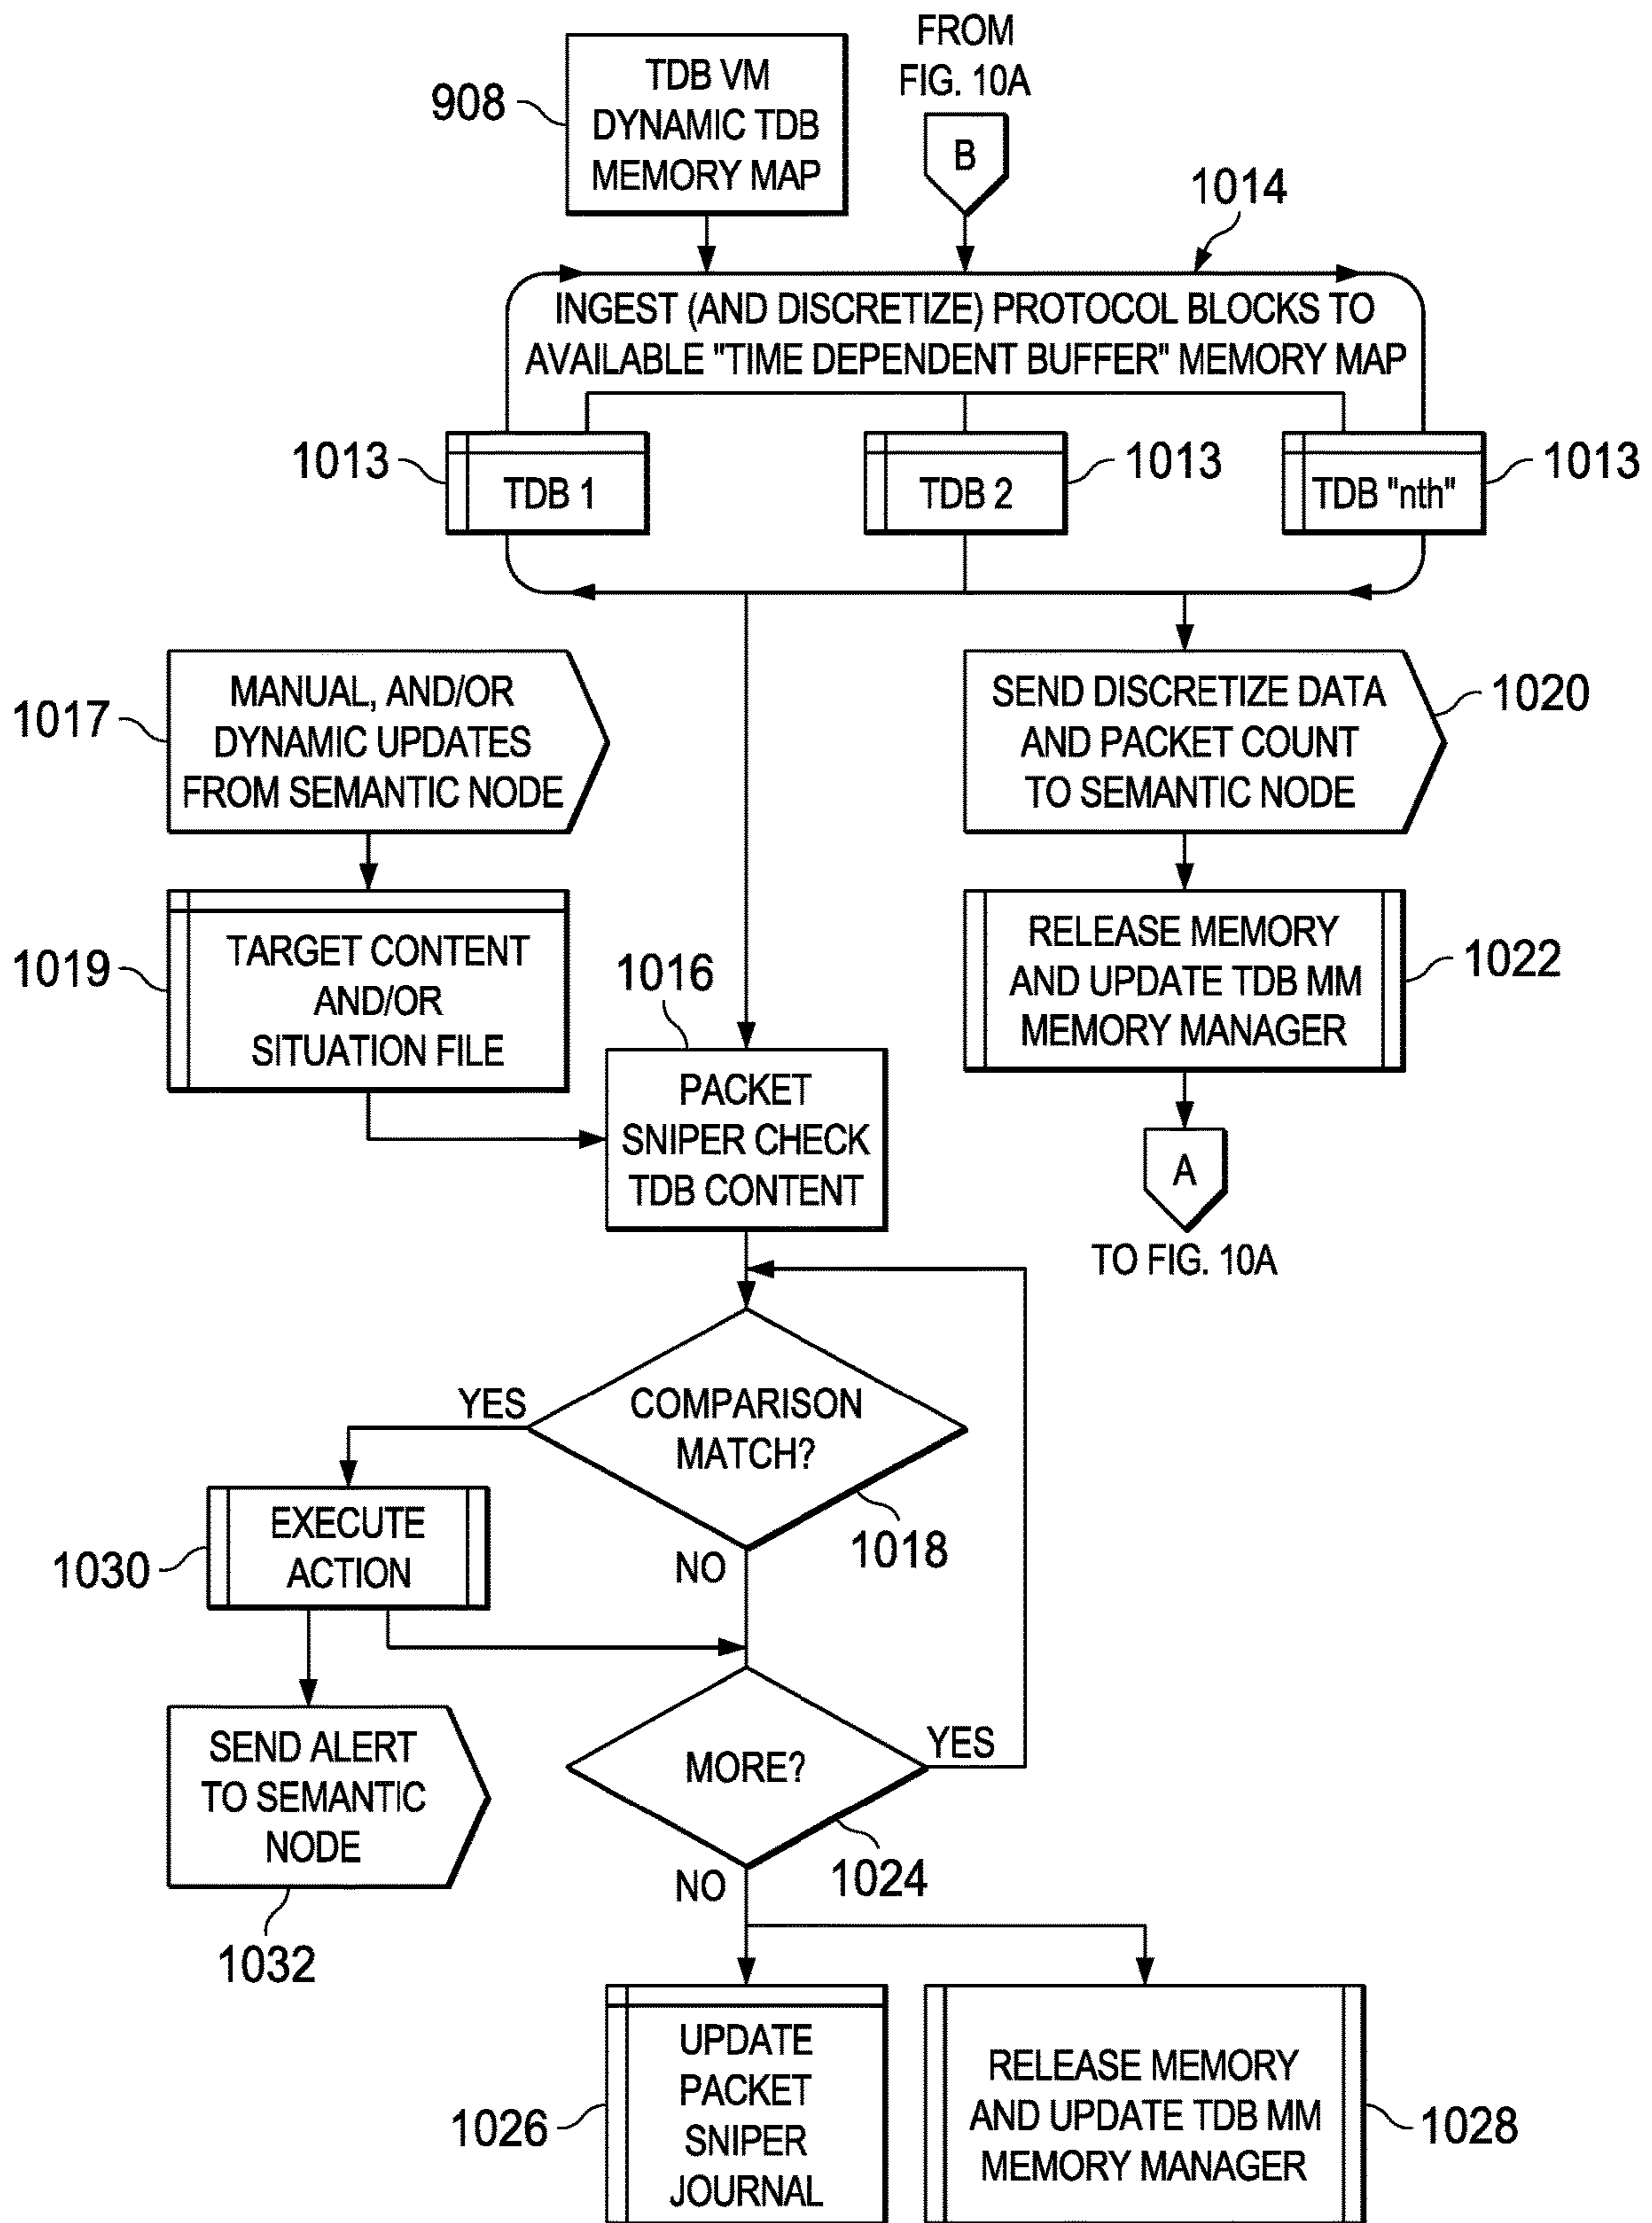 FROM
FIG. 10A
TDB VM
DYNAMIC TDB
MEMORY MAP
908
B
1014
INGEST (AND DISCRETIZE) PROTOCOL BLOCKS TO
AVAILABLE "TIME DEPENDENT BUFFER" MEMORY MAP
1013
TDB 1
TDB 2
1013
TDB "nth"
1013
1017
MANUAL, AND/OR
DYNAMIC UPDATES
FROM SEMANTIC NODE
SEND DISCRETIZE DATA
AND PACKET COUNT
TO SEMANTIC NODE
1020
1019
TARGET CONTENT
AND/OR
SITUATION FILE
1016
RELEASE MEMORY
AND UPDATE TDB MM
MEMORY MANAGER
1022
PACKET
SNIPER CHECK
TDB CONTENT
A
TO FIG. 10A
YES
COMPARISON
MATCH?
1018
NO
1030
EXECUTE
ACTION
SEND ALERT
TO SEMANTIC
NODE
1032
MORE?
YES
1024
NO
1026
UPDATE
PACKET
SNIPER
JOURNAL
RELEASE MEMORY
AND UPDATE TDB MM
MEMORY MANAGER
1028